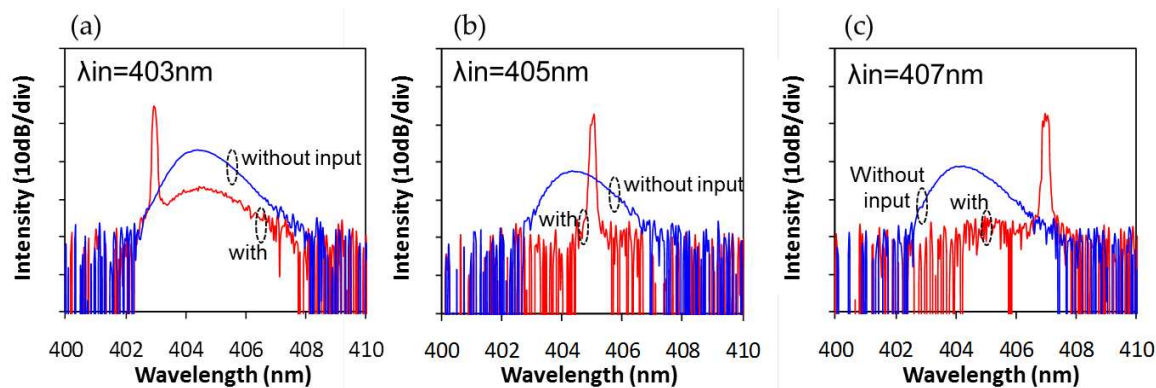 (a)
λin=403nm
without input
with
Intensity (10dB/div)
400 402 404 406 408 410
Wavelength (nm)
(b)
λin=405nm
without input
with
Intensity (10dB/div)
400 402 404 406 408 410
Wavelength (nm)
(c)
λin=407nm
Without
input
with
Intensity (10dB/div)
400 402 404 406 408 410
Wavelength (nm)